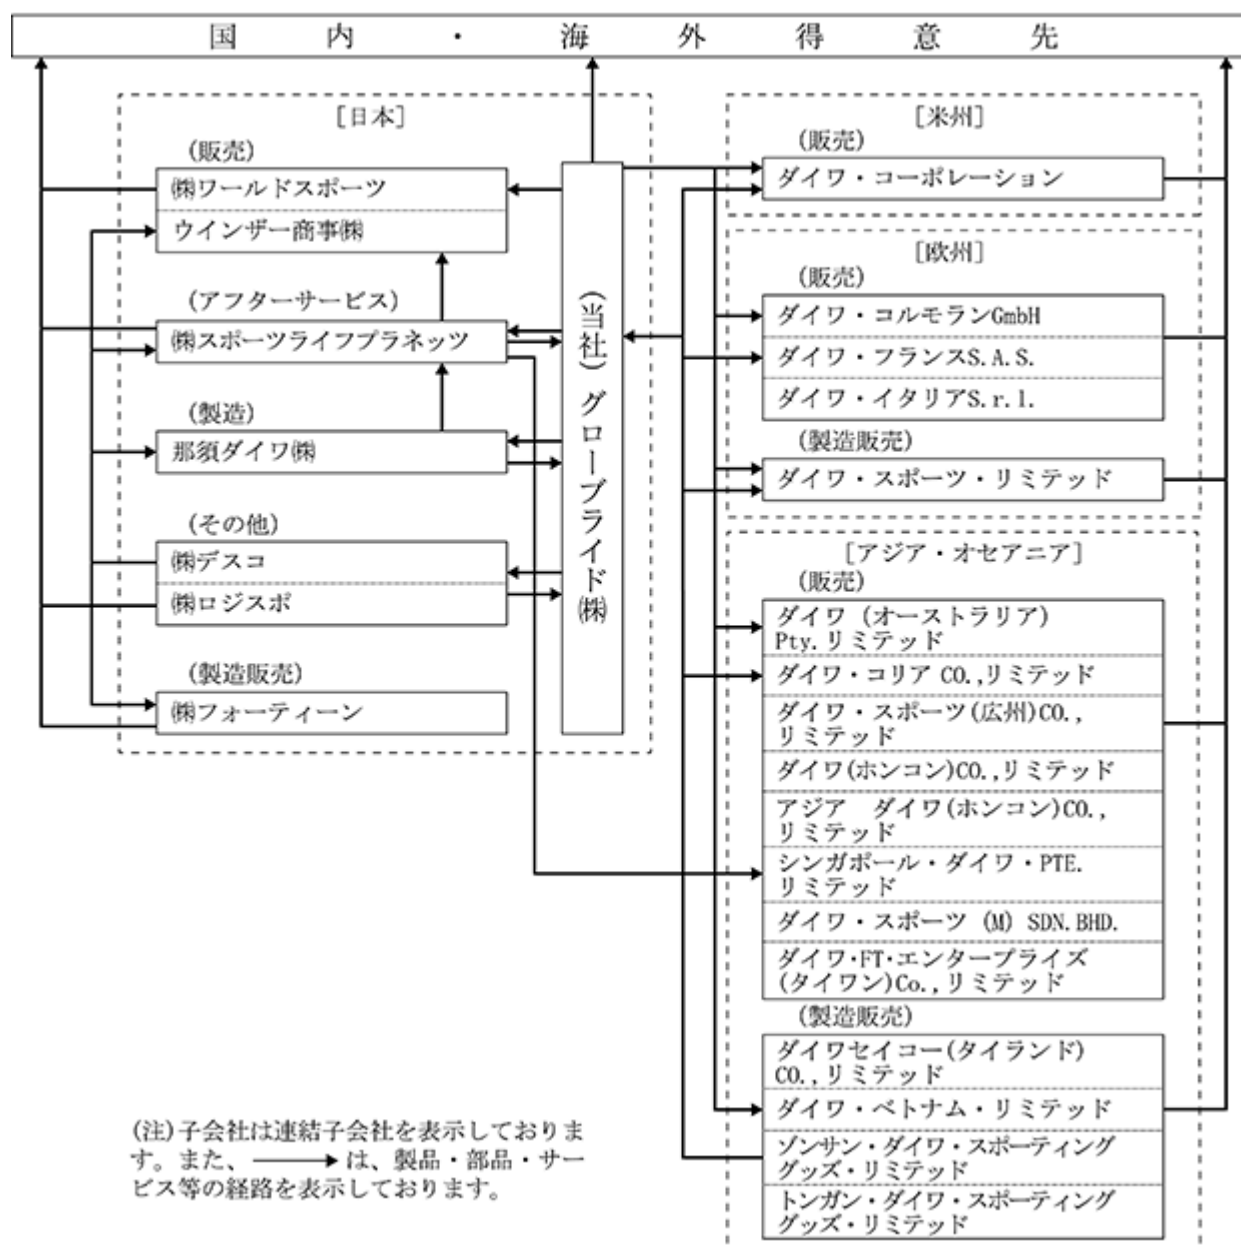 国内・海外得意先
［日本］
(販売)
㈱ワールドスポーツ
ウインザー商事㈱
(アフターサービス)
㈱スポーツライフプラネッツ
(製造)
那須ダイワ㈱
(その他)
㈱デスコ
㈱ロジスポ
(製造販売)
㈱フォーティーン
(当社)グローブライド㈱
［米州］
(販売)
ダイワ・コーポレーション
［欧州］
(販売)
ダイワ・コルモランGmbH
ダイワ・フランスS.A.S.
ダイワ・イタリアS.r.l.
(製造販売)
ダイワ・スポーツ・リミテッド
［アジア・オセアニア］
(販売)
ダイワ (オーストラリア)
Pty.リミテッド
ダイワ・コリア CO.,リミテッド
ダイワ・スポーツ(広州)CO.,
リミテッド
ダイワ(ホンコン)CO.,リミテッド
アジア　ダイワ(ホンコン)CO.,
リミテッド
シンガポール・ダイワ・PTE.
リミテッド
ダイワ・スポーツ (M) SDN.BHD.
ダイワ・FT・エンタープライズ
(タイワン)Co.,リミテッド
(製造販売)
ダイワセイコー(タイランド)
CO.,リミテッド
ダイワ・ベトナム・リミテッド
ゾンサン・ダイワ・スポーティング
グッズ・リミテッド
トンガン・ダイワ・スポーティング
グッズ・リミテッド
(注)子会社は連結子会社を表示しておりま
す。また、───→は、製品・部品・サー
ビス等の経路を表示しております。